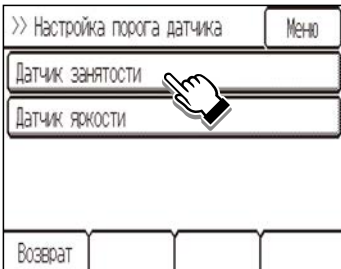 >> Настройка порога датчика Меню
Датчик занятости
Датчик яркости
Возврат